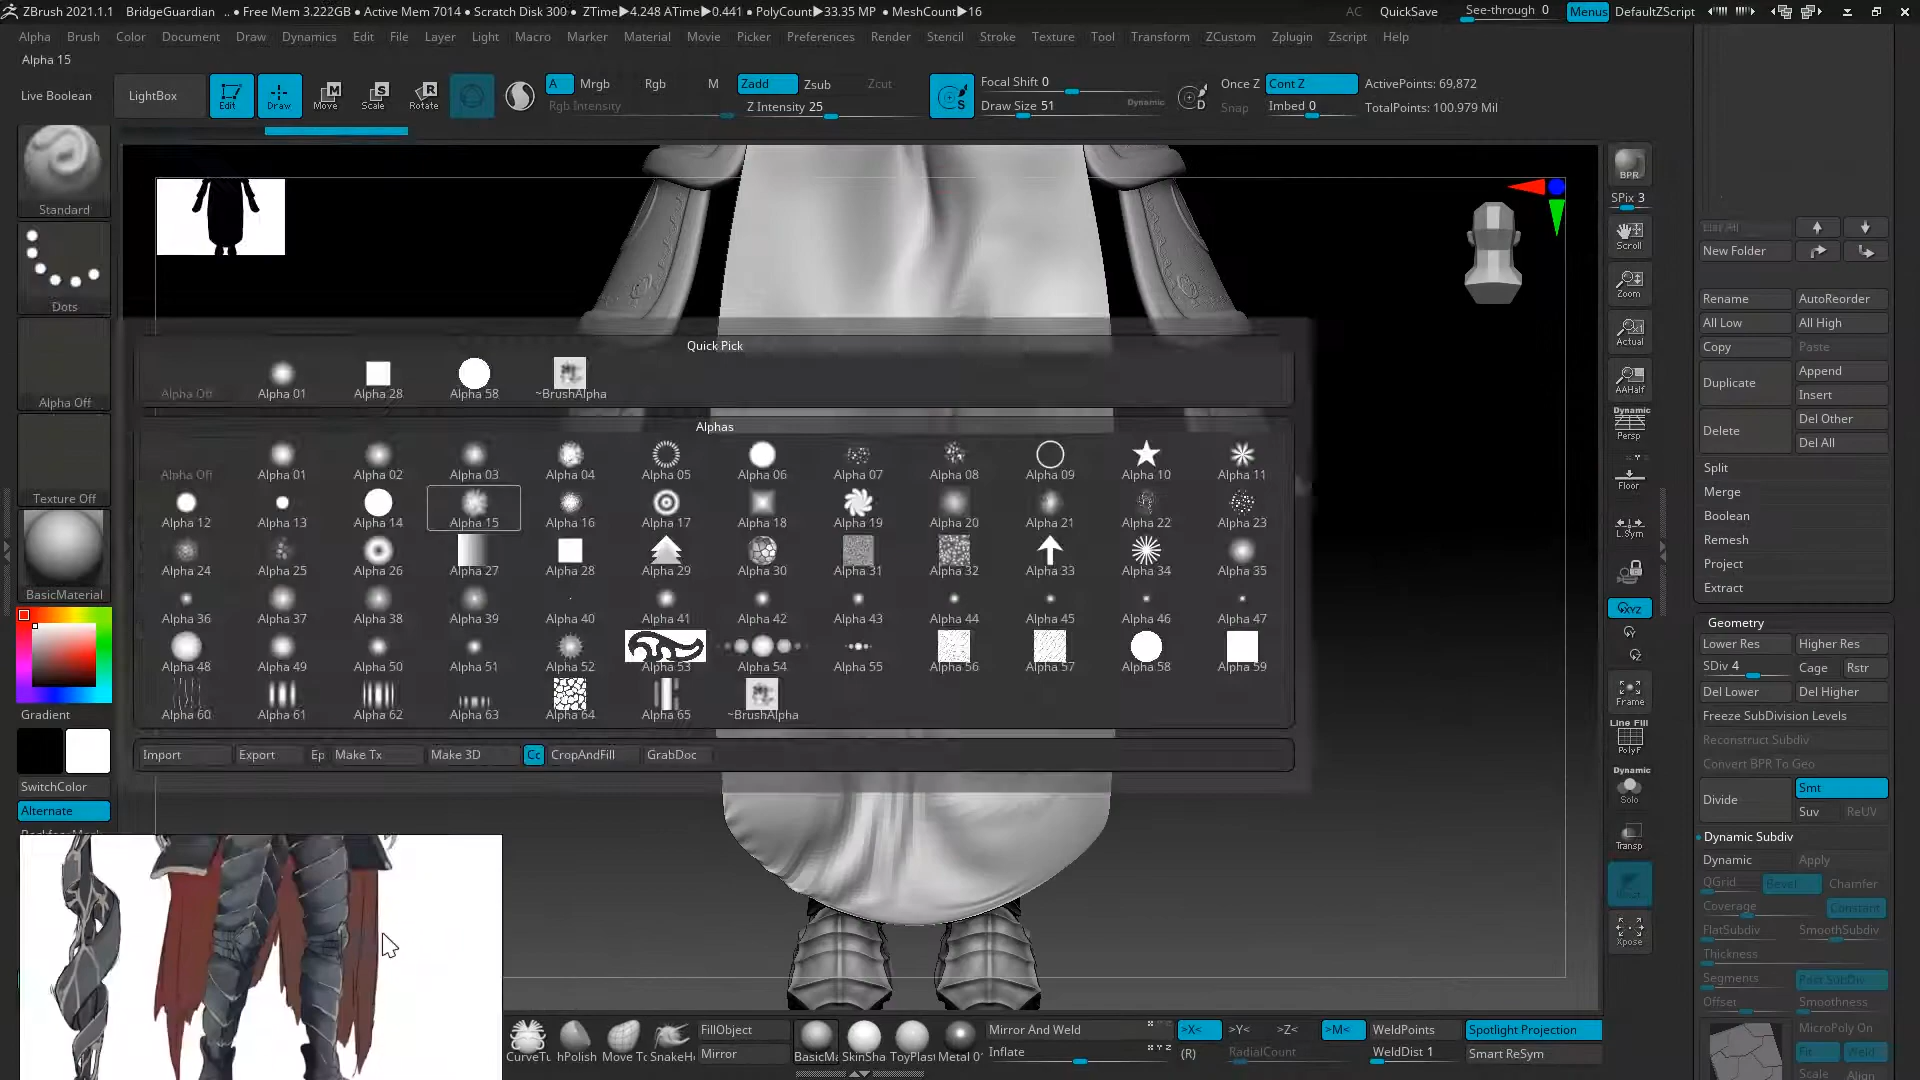 ZBrush 2021.1.1 BridgeGuardian .. ● Free Mem 3.222GB ● Active Mem 7014 ● Scratch Disk 300 ● ZTime▶4.248 ATime▶0.441 ● PolyCount▶33.35 MP ● MeshCount▶16 AC QuickSave See-through 0 Menus DefaultZScript
Alpha Brush Color Document Draw Dynamics Edit File Layer Light Macro Marker Material Movie Picker Preferences Render Stencil Stroke Texture Tool Transform ZCustom Zplugin Zscript Help
Alpha 15
Live Boolean LightBox Edit Draw Move Scale Rotate
A Mrgb Rgb M Zadd Zsub Zcut
Rgb Intensity Z Intensity 25
Focal Shift 0
Draw Size 51 Dynamic
Once Z Cont Z ActivePoints: 69,872
Snap Imbed 0 TotalPoints: 100.979 Mil
Standard
Dots
Alpha Off
Texture Off
BasicMaterial
Gradient
SwitchColor
Alternate
Quick Pick
Alpha Off Alpha 01 Alpha 28 Alpha 58 ~BrushAlpha
Alphas
Alpha Off Alpha 01 Alpha 02 Alpha 03 Alpha 04 Alpha 05 Alpha 06 Alpha 07 Alpha 08 Alpha 09 Alpha 10 Alpha 11
Alpha 12 Alpha 13 Alpha 14 Alpha 15 Alpha 16 Alpha 17 Alpha 18 Alpha 19 Alpha 20 Alpha 21 Alpha 22 Alpha 23
Alpha 24 Alpha 25 Alpha 26 Alpha 27 Alpha 28 Alpha 29 Alpha 30 Alpha 31 Alpha 32 Alpha 33 Alpha 34 Alpha 35
Alpha 36 Alpha 37 Alpha 38 Alpha 39 Alpha 40 Alpha 41 Alpha 42 Alpha 43 Alpha 44 Alpha 45 Alpha 46 Alpha 47
Alpha 48 Alpha 49 Alpha 50 Alpha 51 Alpha 52 Alpha 53 Alpha 54 Alpha 55 Alpha 56 Alpha 57 Alpha 58 Alpha 59
Alpha 60 Alpha 61 Alpha 62 Alpha 63 Alpha 64 Alpha 65 ~BrushAlpha
Import Export Ep Make Tx Make 3D Cc CropAndFill GrabDoc
BPR
SPix 3
Scroll
Zoom
Actual
AAHalf
Dynamic
Persp
Floor
L.Sym
XYZ
Frame
Line Fill
PolyF
Dynamic
Solo
Transp
Xpose
List All
New Folder
Rename AutoReorder
All Low All High
Copy Paste
Duplicate Append
Insert
Delete Del Other
Del All
Split
Merge
Boolean
Remesh
Project
Extract
Geometry
Lower Res Higher Res
SDiv 4 Cage Rstr
Del Lower Del Higher
Freeze SubDivision Levels
Reconstruct Subdiv
Convert BPR To Geo
Divide Smt
Suv ReUV
Dynamic Subdiv
Dynamic Apply
QGrid Bevel Chamfer
Coverage Constant
FlatSubdiv SmoothSubdiv
Thickness
Segments Post SubDiv
Offset Smoothness
MicroPoly On
Fit Weld
Scale Align
CurveTu hPolish Move To SnakeHo FillObject BasicMa SkinSha ToyPlast Metal 0 Mirror And Weld >X< >Y< >Z< >M< WeldPoints Spotlight Projection
Mirror Inflate (R) RadialCount WeldDist 1 Smart ReSym